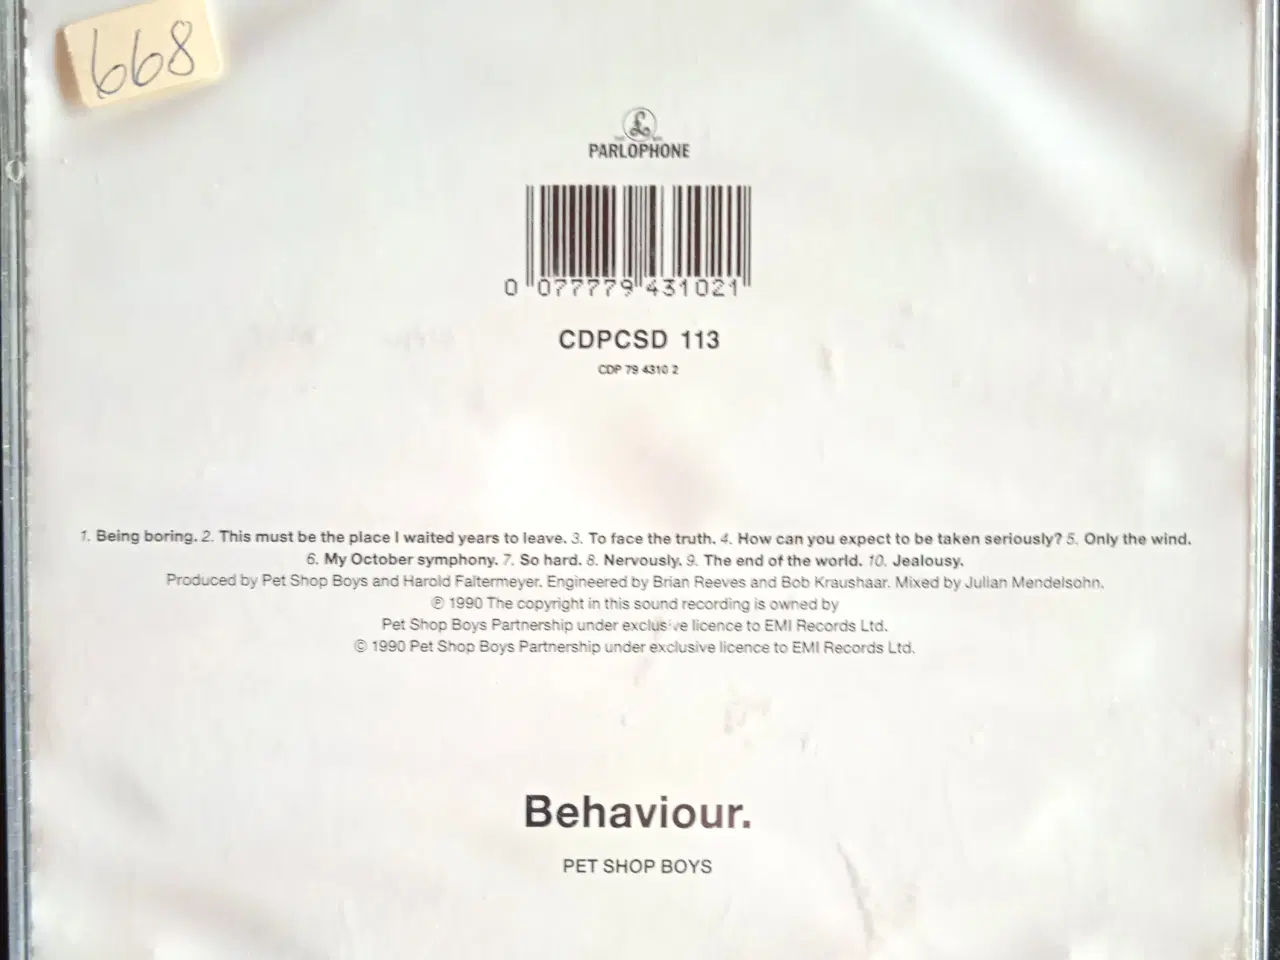 668
£
PARLOPHONE
0 077779 431021
CDPCSD 113
CDP 79 4310 2
1. Being boring. 2. This must be the place I waited years to leave. 3. To face the truth. 4. How can you expect to be taken seriously? 5. Only the wind.
6. My October symphony. 7. So hard. 8. Nervously. 9. The end of the world. 10. Jealousy.
Produced by Pet Shop Boys and Harold Faltermeyer. Engineered by Brian Reeves and Bob Kraushaar. Mixed by Julian Mendelsohn.
℗ 1990 The copyright in this sound recording is owned by
Pet Shop Boys Partnership under exclusive licence to EMI Records Ltd.
© 1990 Pet Shop Boys Partnership under exclusive licence to EMI Records Ltd.
Behaviour.
PET SHOP BOYS